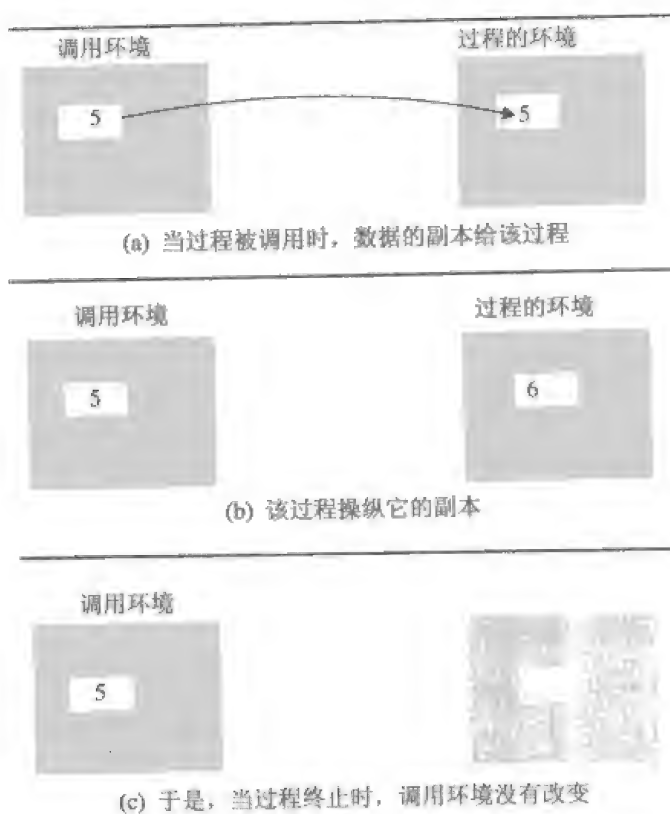 调用环境 过程的环境
5 5
(a) 当过程被调用时，数据的副本给该过程
调用环境 过程的环境
5 6
(b) 该过程操纵它的副本
调用环境
5
(c) 于是，当过程终止时，调用环境没有改变